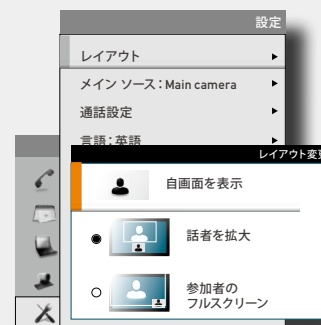 設定
レイアウト
メイン ソース：Main camera
通話設定
言語：英語
レイアウト変
自画面を表示
話者を拡大
参加者の
フルスクリーン